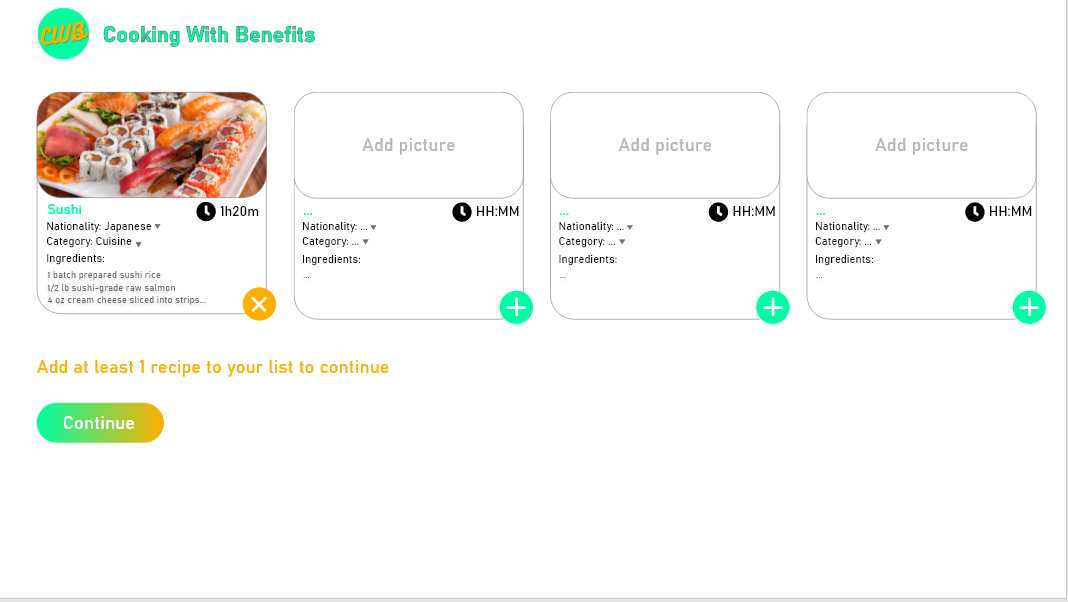 CWB
Cooking With Benefits
Sushi
1h20m
Nationality: Japanese
Category: Cuisine
Ingredients:
1 batch prepared sushi rice
1/2 lb sushi-grade raw salmon
4 oz cream cheese sliced into strips...
Add picture
...
HH:MM
Nationality: ...
Category: ...
Ingredients:
...
Add picture
...
HH:MM
Nationality: ...
Category: ...
Ingredients:
...
Add picture
...
HH:MM
Nationality: ...
Category: ...
Ingredients:
...
Add at least 1 recipe to your list to continue
Continue